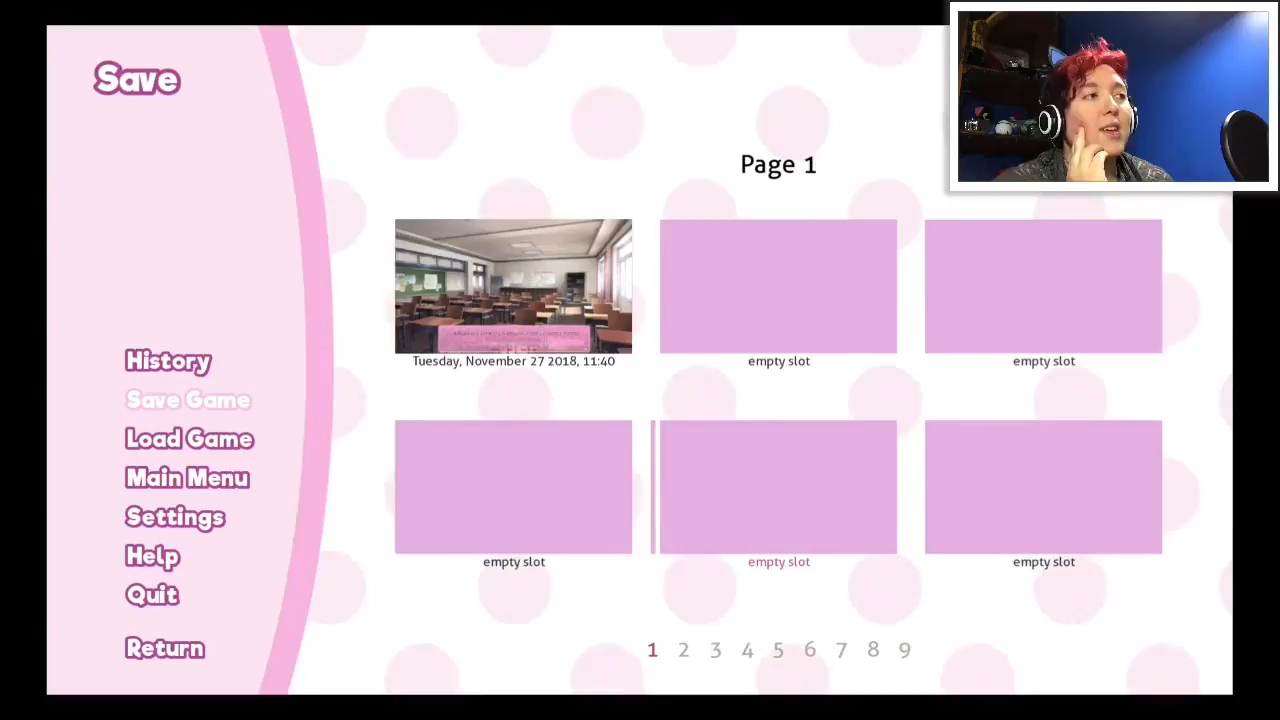 Save
Page 1
Tuesday, November 27 2018, 11:40
empty slot
empty slot
History
Save Game
Load Game
Main Menu
Settings
Help
Quit
Return
empty slot
empty slot
empty slot
1 2 3 4 5 6 7 8 9